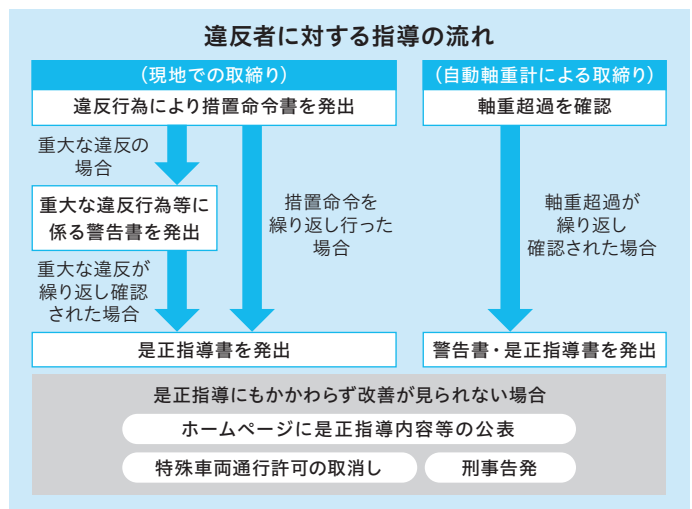 違反者に対する指導の流れ
（現地での取締り）
違反行為により措置命令書を発出
重大な違反の
場合
重大な違反行為等に
係る警告書を発出
重大な違反が
繰り返し確認
された場合
措置命令を
繰り返し行った
場合
是正指導書を発出
（自動軸重計による取締り）
軸重超過を確認
軸重超過が
繰り返し
確認された場合
警告書・是正指導書を発出
是正指導にもかかわらず改善が見られない場合
ホームページに是正指導内容等の公表
特殊車両通行許可の取消し
刑事告発